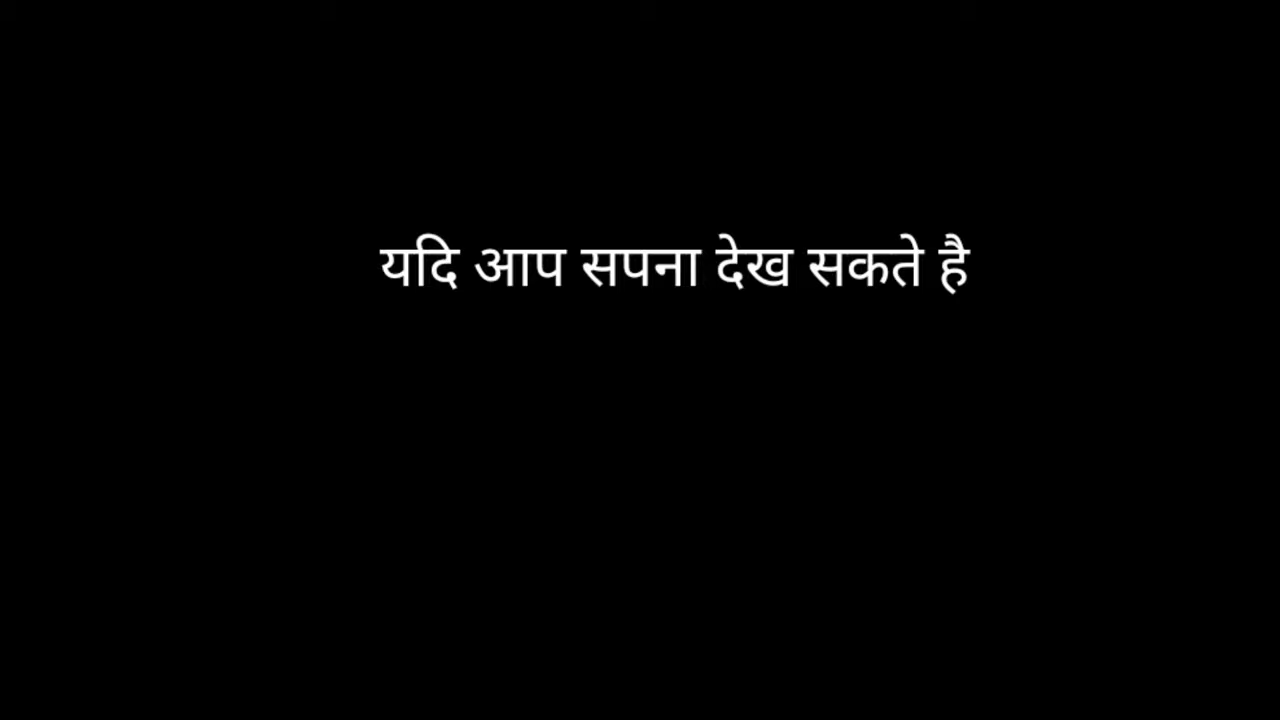 यदि आप सपना देख सकते है